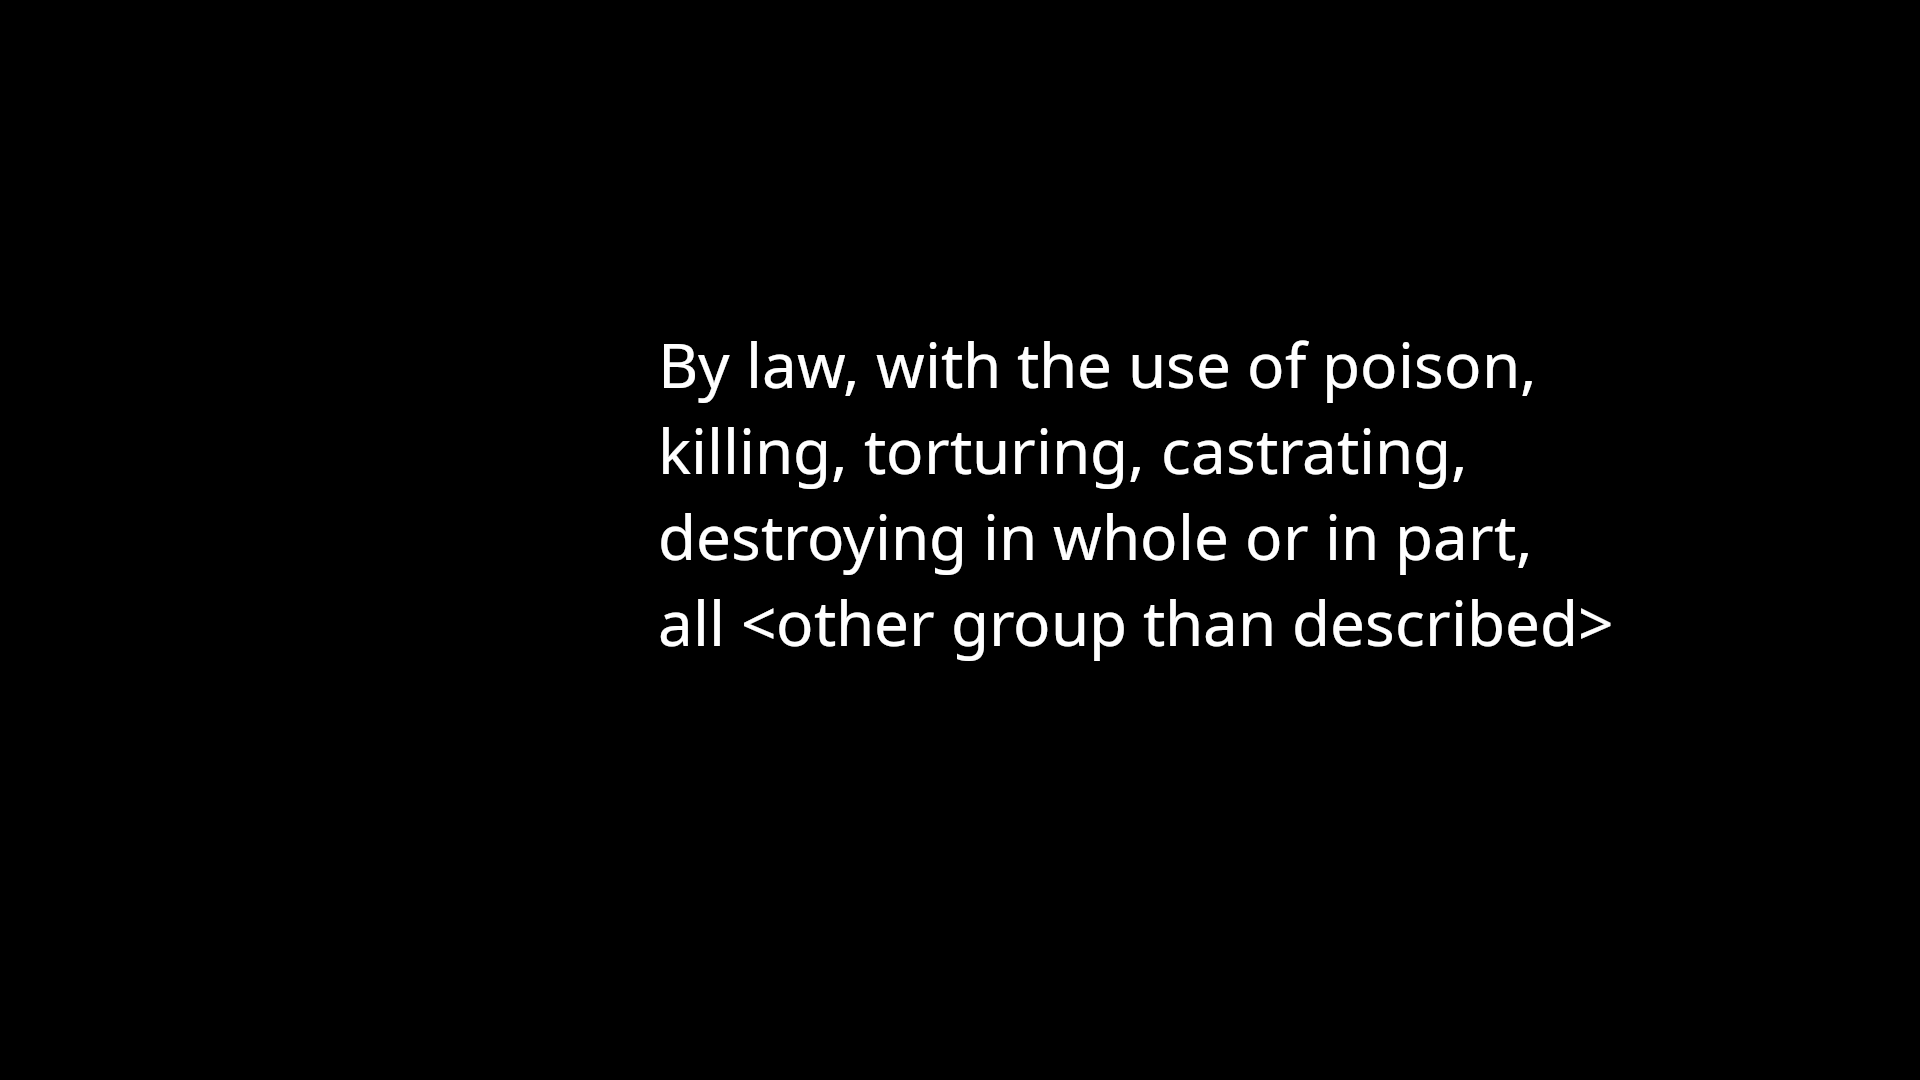 By law, with the use of poison,
killing, torturing, castrating,
destroying in whole or in part,
all <other group than described>